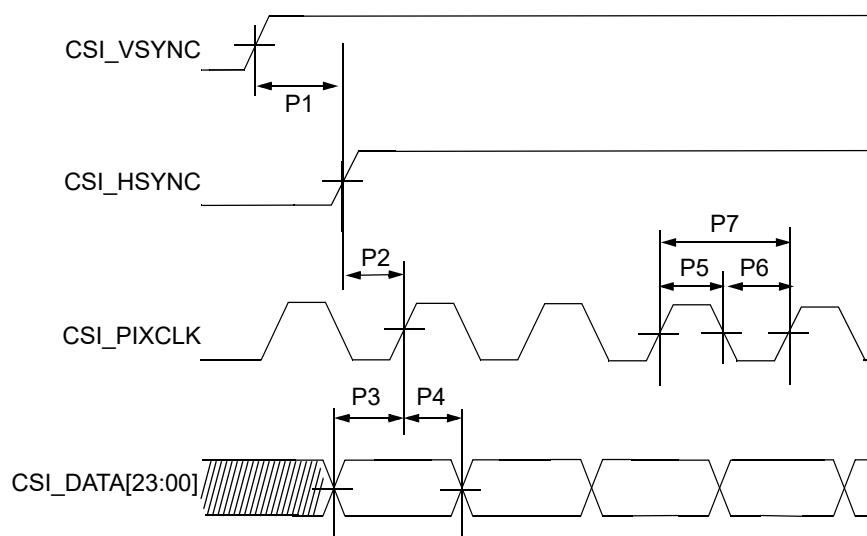 CSI_VSYNC
P1
CSI_HSYNC
P7
P2
P5
P6
CSI_PIXCLK
P3
P4
CSI_DATA[23:00]